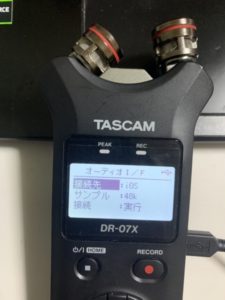 TASCAM
PEAK
REC
オーディオI/F
接続先 :iOS
サンプル :48k
接続 :実行
DR-07X
⏻/I HOME
RECORD